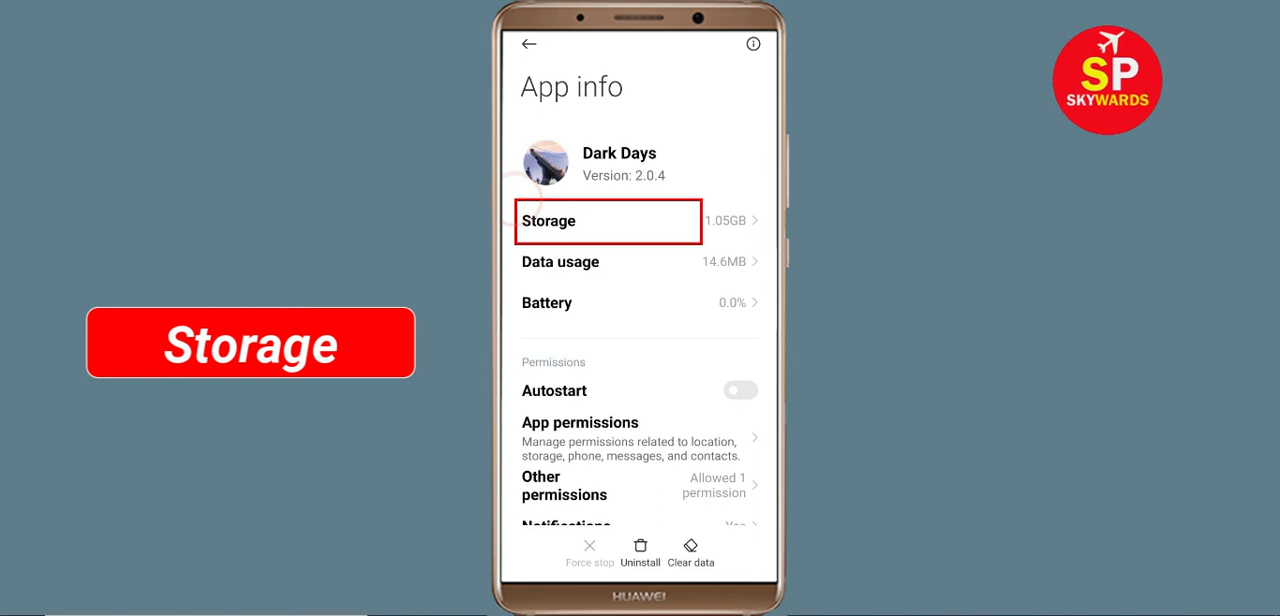 SP
SKYWARDS
App info
Dark Days
Version: 2.0.4
Storage 1.05GB
Data usage 14.6MB
Battery 0.0%
Storage
Permissions
Autostart
App permissions
Manage permissions related to location,
storage, phone, messages, and contacts.
Other Allowed 1
permissions permission
Notifications Yes
Force stop Uninstall Clear data
HUAWEI